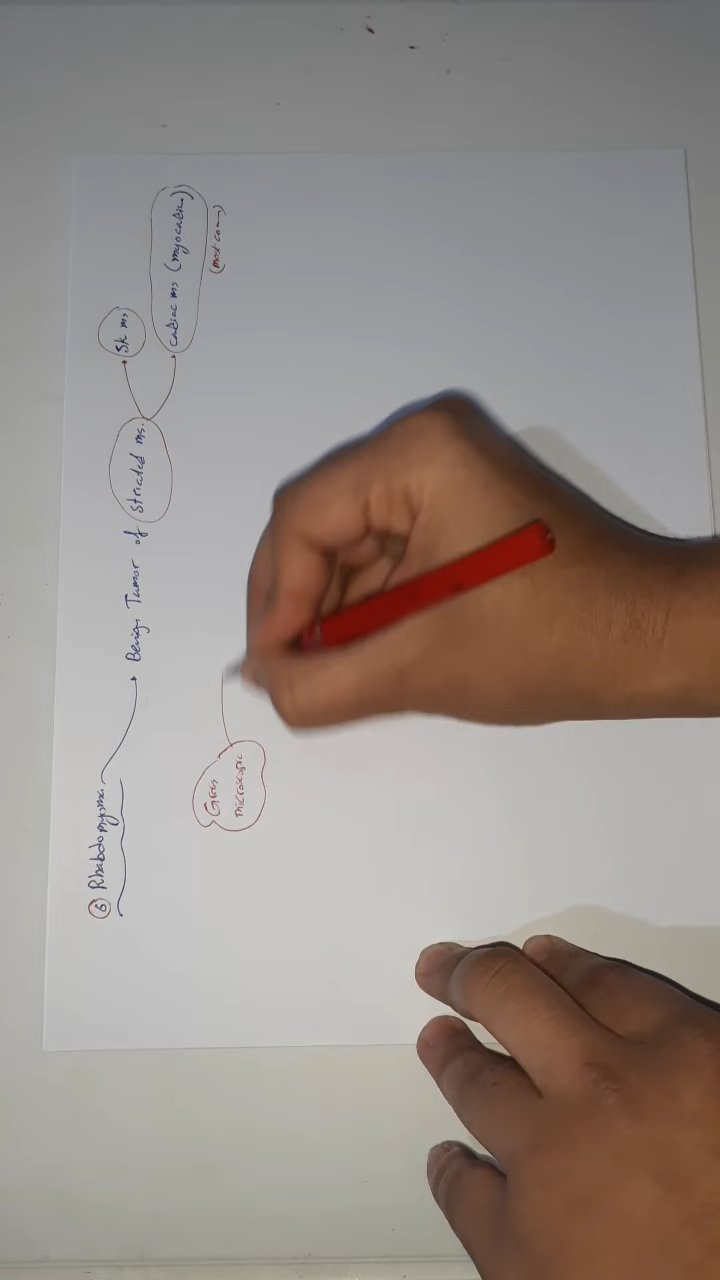 ⑥ Rhabdomyoma
Benign Tumor of Striated ms.
Sk ms
cardiac ms (myocardium)
(most com)
Gross
microscopic